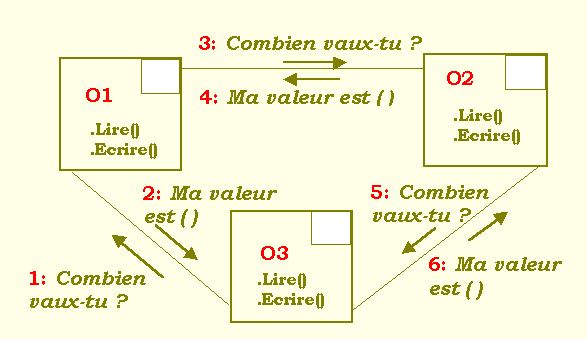 3: Combien vaux-tu ?
4: Ma valeur est ( )
O1
.Lire()
.Ecrire()
O2
.Lire()
.Ecrire()
2: Ma valeur
est ( )
5: Combien
vaux-tu ?
O3
.Lire()
.Ecrire()
1: Combien
vaux-tu ?
6: Ma valeur
est ( )